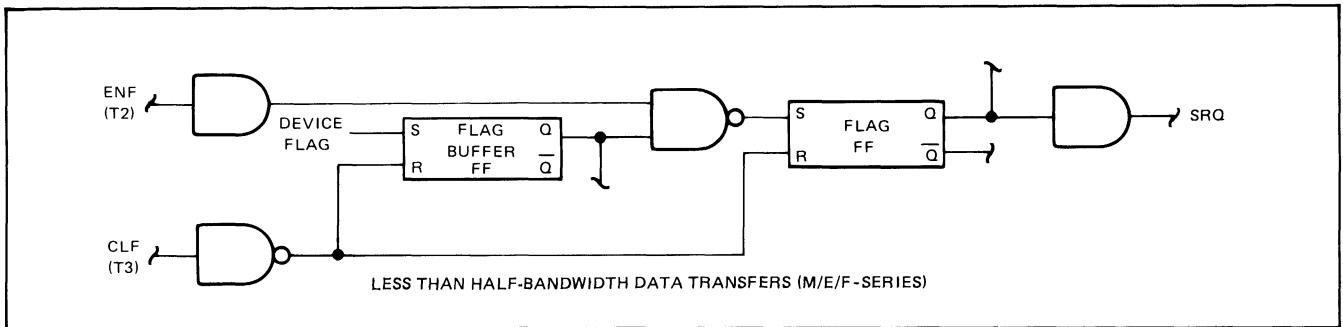 ENF
(T2)
DEVICE
FLAG
S FLAG Q
BUFFER
R FF Q̅
S FLAG Q
R FF Q̅
SRQ
CLF
(T3)
LESS THAN HALF-BANDWIDTH DATA TRANSFERS (M/E/F-SERIES)